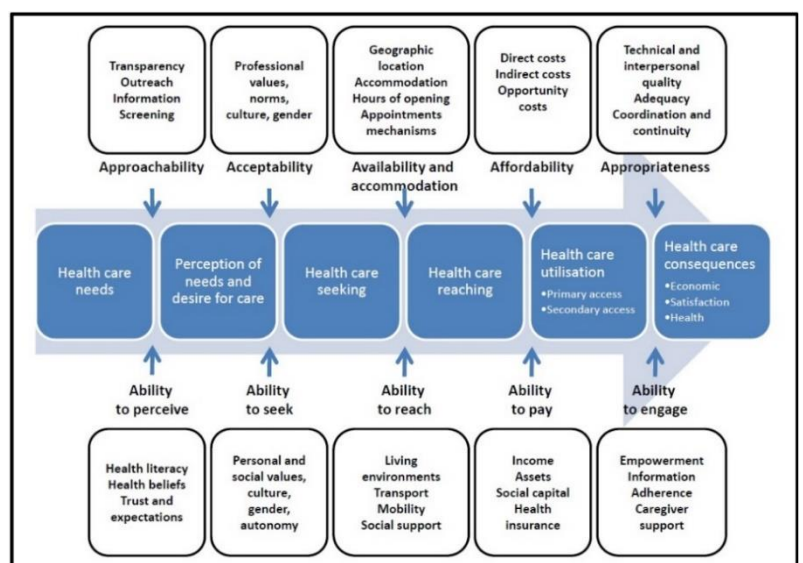 Transparency
Outreach
Information
Screening
Professional
values,
norms,
culture, gender
Geographic
location
Accommodation
Hours of opening
Appointments
mechanisms
Direct costs
Indirect costs
Opportunity
costs
Technical and
interpersonal
quality
Adequacy
Coordination and
continuity
Approachability
Acceptability
Availability and
accommodation
Affordability
Appropriateness
Health care
needs
Perception of
needs and
desire for care
Health care
seeking
Health care
reaching
Health care
utilisation
•Primary access
•Secondary access
Health care
consequences
•Economic
•Satisfaction
•Health
Ability
to perceive
Ability
to seek
Ability
to reach
Ability
to pay
Ability
to engage
Health literacy
Health beliefs
Trust and
expectations
Personal and
social values,
culture,
gender,
autonomy
Living
environments
Transport
Mobility
Social support
Income
Assets
Social capital
Health
insurance
Empowerment
Information
Adherence
Caregiver
support